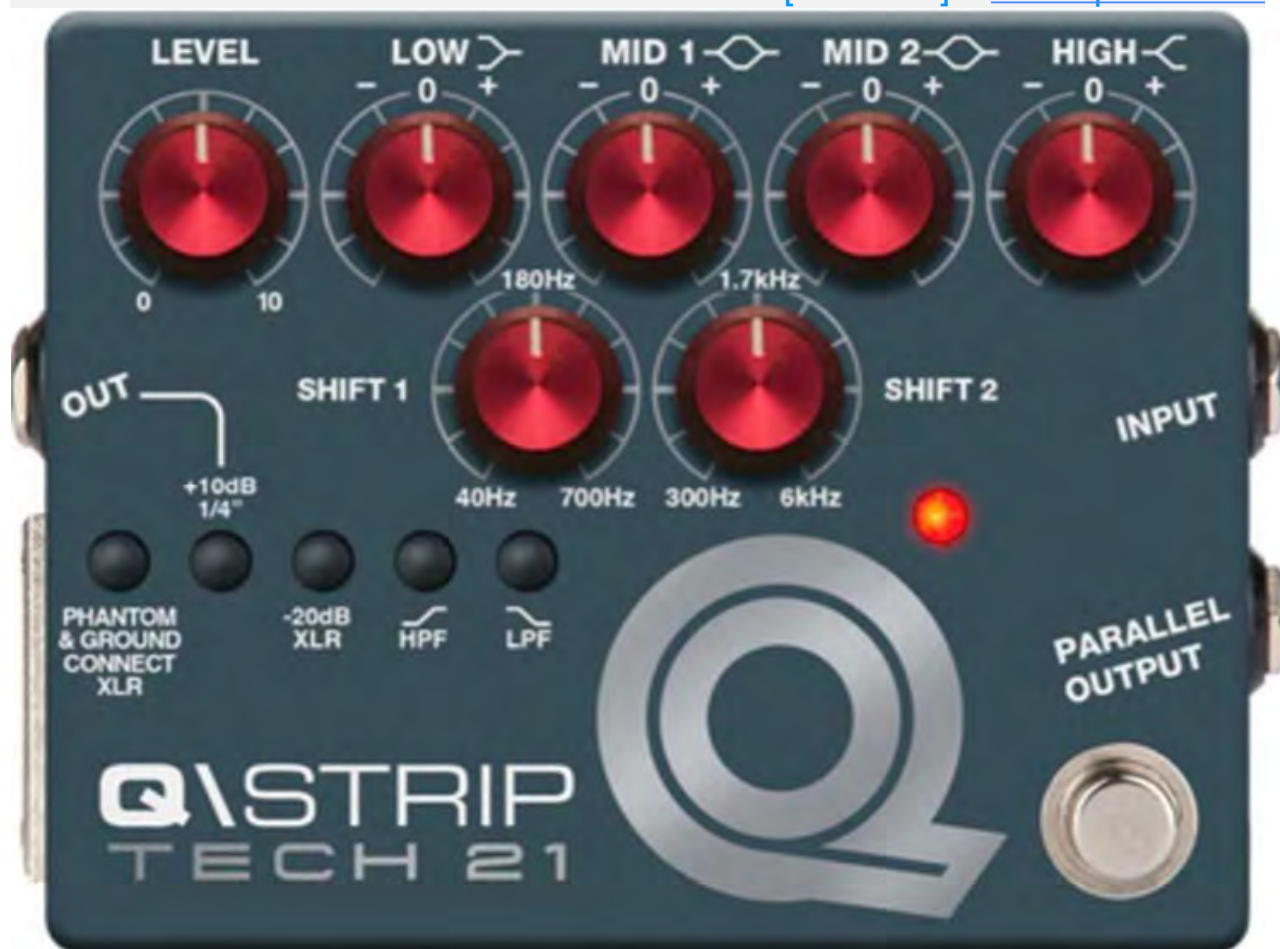 LEVEL
LOW
MID 1
MID 2
HIGH
- 0 +
- 0 +
- 0 +
- 0 +
0 10
180Hz
1.7kHz
SHIFT 1
SHIFT 2
40Hz 700Hz
300Hz 6kHz
OUT
INPUT
+10dB
1/4"
PHANTOM
& GROUND
CONNECT
XLR
-20dB
XLR
HPF
LPF
PARALLEL
OUTPUT
Q\STRIP
TECH 21
Q